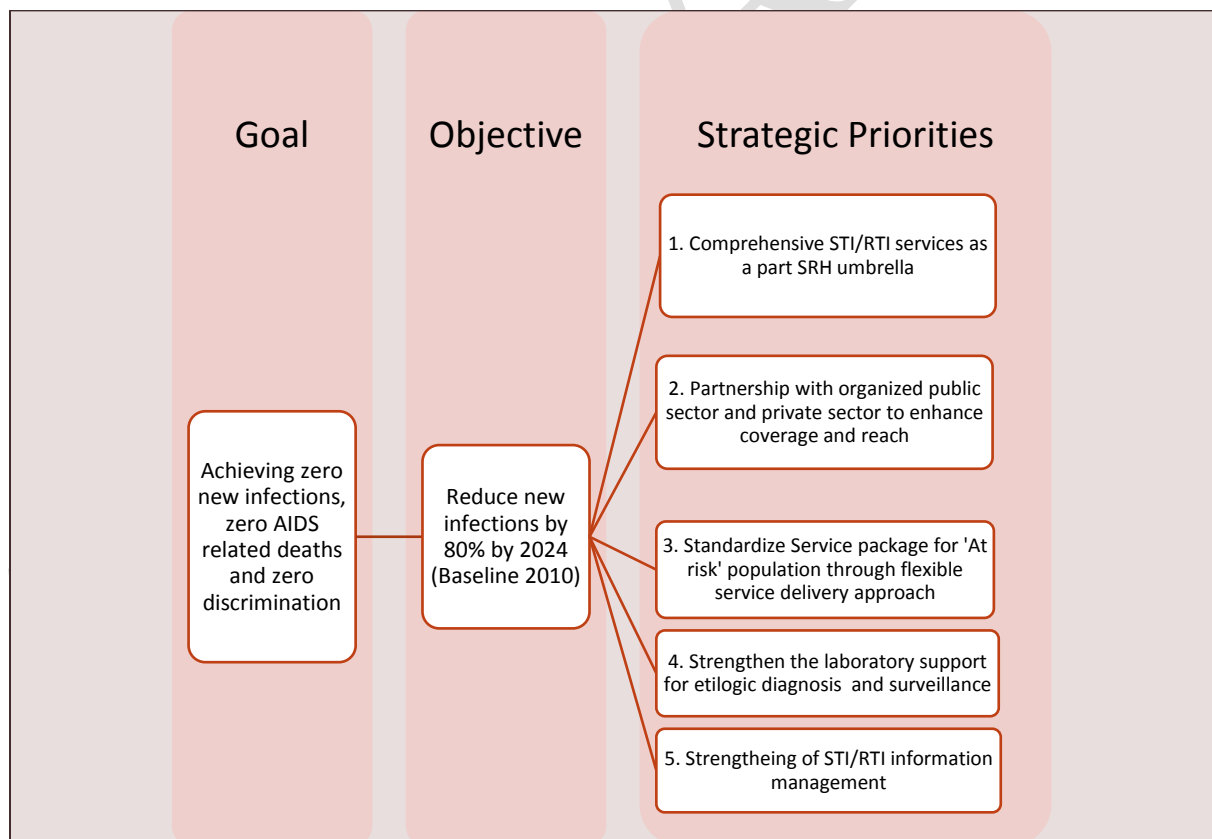 Goal
Objective
Strategic Priorities
Achieving zero
new infections,
zero AIDS
related deaths
and zero
discrimination
Reduce new
infections by
80% by 2024
(Baseline 2010)
1. Comprehensive STI/RTI services as
a part SRH umbrella
2. Partnership with organized public
sector and private sector to enhance
coverage and reach
3. Standardize Service package for 'At
risk' population through flexible
service delivery approach
4. Strengthen the laboratory support
for etilogic diagnosis and surveillance
5. Strengtheing of STI/RTI information
management